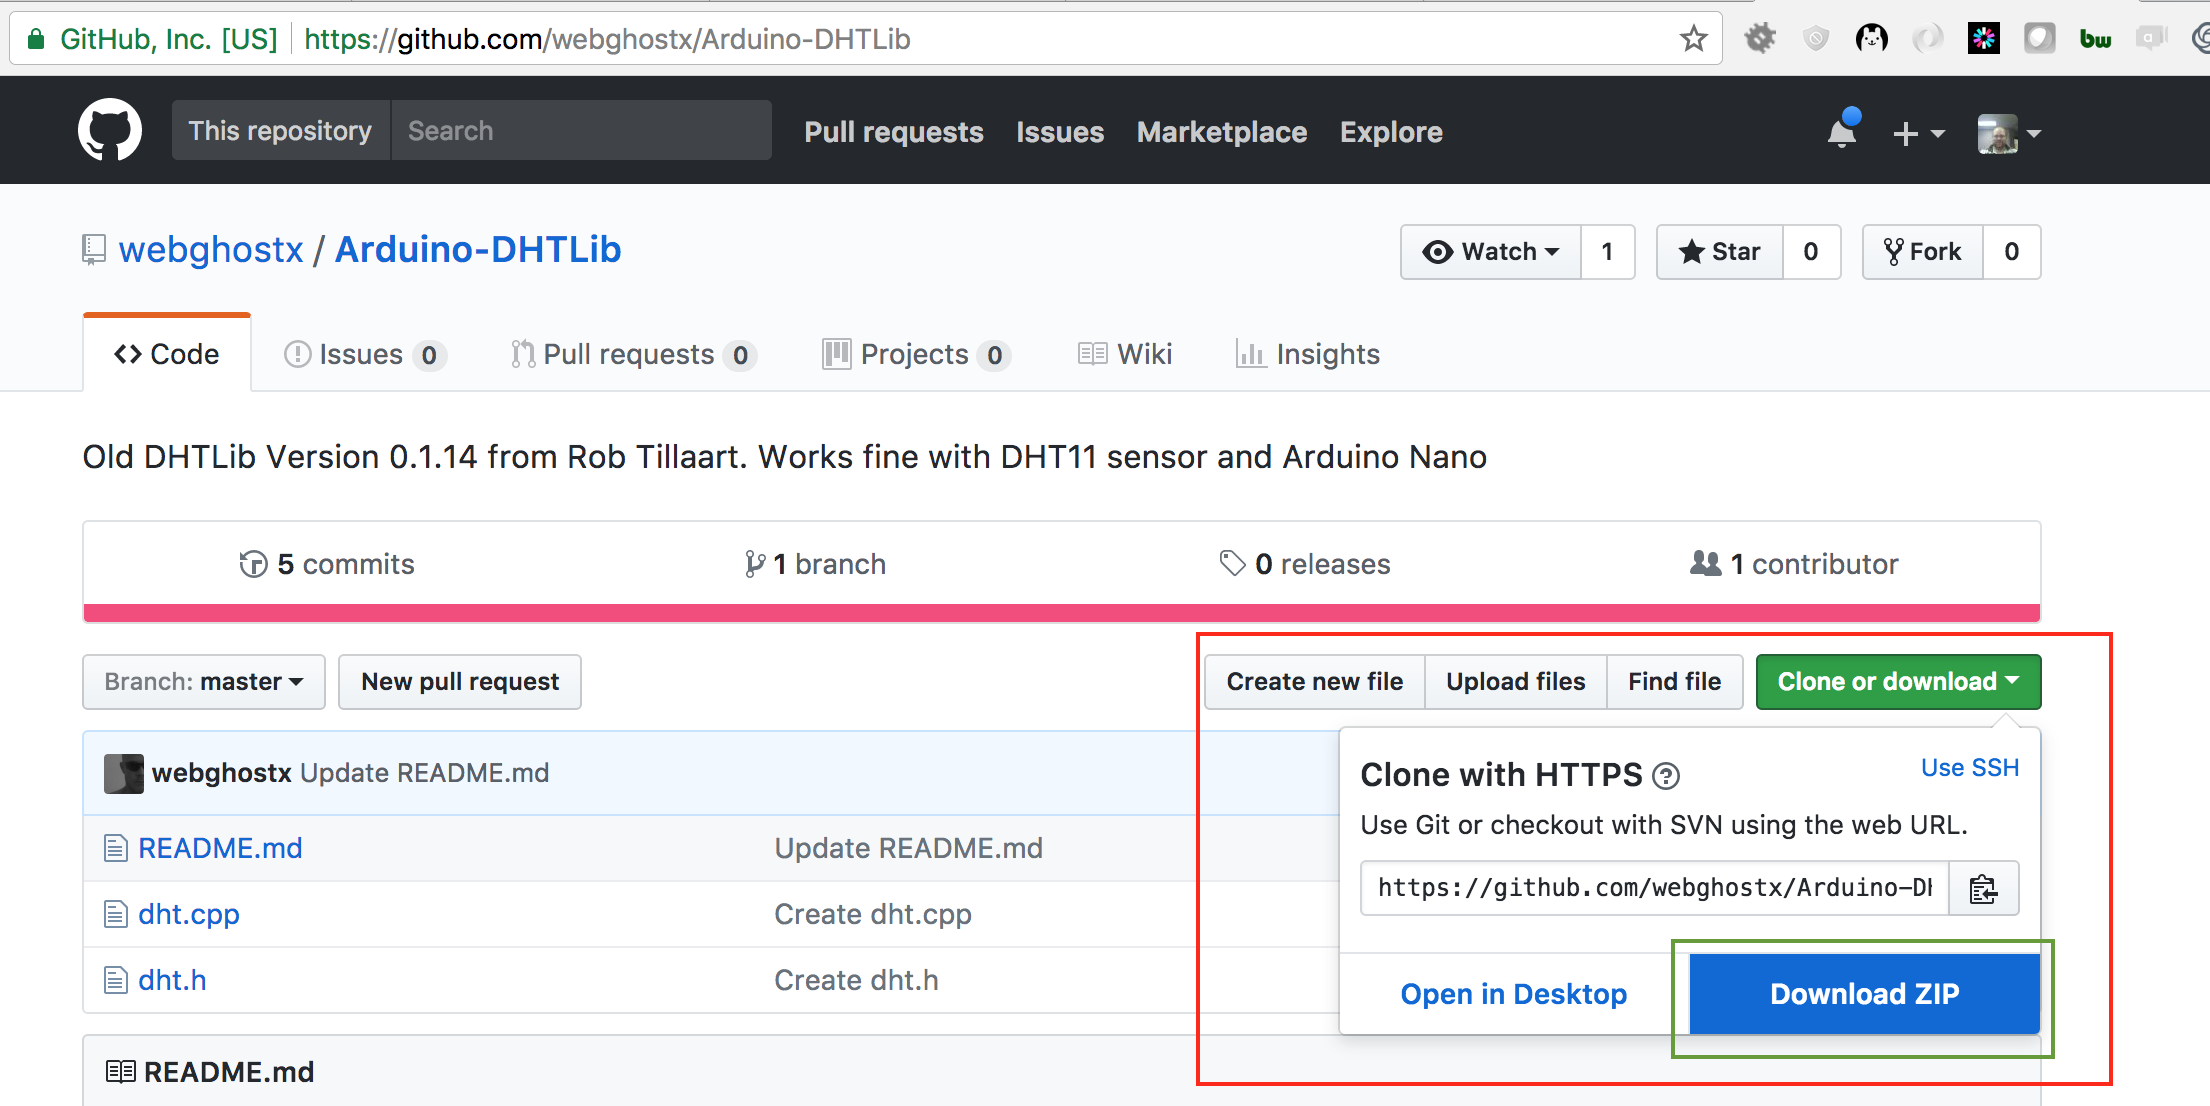 GitHub, Inc. [US] https://github.com/webghostx/Arduino-DHTLib
bw
a
This repository Search Pull requests Issues Marketplace Explore
webghostx / Arduino-DHTLib
Watch 1 Star 0 Fork 0
Code Issues 0 Pull requests 0 Projects 0 Wiki Insights
Old DHTLib Version 0.1.14 from Rob Tillaart. Works fine with DHT11 sensor and Arduino Nano
5 commits 1 branch 0 releases 1 contributor
Branch: master New pull request Create new file Upload files Find file Clone or download
webghostx Update README.md
README.md Update README.md
dht.cpp Create dht.cpp
dht.h Create dht.h
README.md
Clone with HTTPS ? Use SSH
Use Git or checkout with SVN using the web URL.
https://github.com/webghostx/Arduino-DH
Open in Desktop Download ZIP